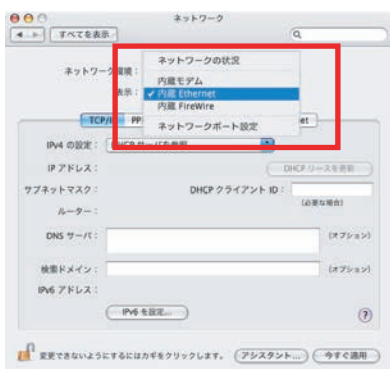 ネットワーク
すべてを表示
ネットワークの状況
ネットワーク環境：
内蔵モデム
表示：
✓ 内蔵 Ethernet
内蔵 FireWire
ネットワークポート設定
TCP/ PP et
IPv4 の設定： DHCP サーバを参照
IP アドレス： DHCP リースを更新
サブネットマスク： DHCP クライアント ID：
ルーター： (必要な場合)
DNS サーバ： (オプション)
検索ドメイン： (オプション)
IPv6 アドレス：
IPv6 を設定... ?
変更できないようにするにはカギをクリックします。 アシスタント... 今すぐ適用